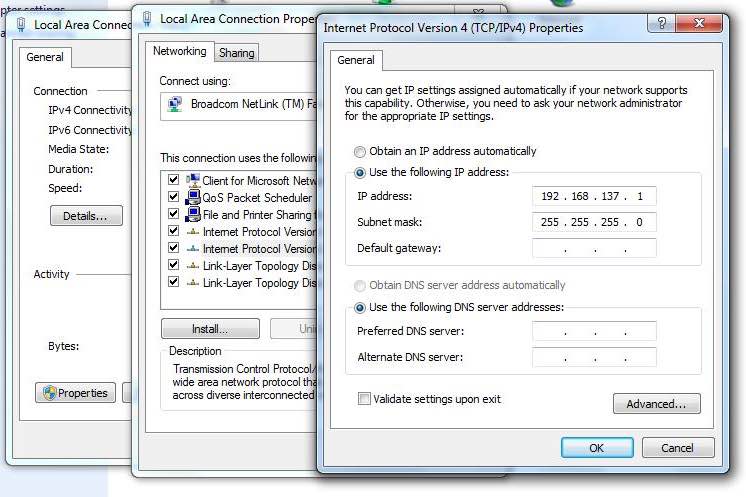 pter settings
Local Area Connec
General
Connection
IPv4 Connectivity
IPv6 Connectivity
Media State:
Duration:
Speed:
Details...
Activity
Bytes:
Properties
Local Area Connection Prope
Networking
Sharing
Connect using:
Broadcom NetLink (TM) Fa
This connection uses the followin
Client for Microsoft Netw
QoS Packet Scheduler
File and Printer Sharing f
Internet Protocol Version
Internet Protocol Version
Link-Layer Topology Dis
Link-Layer Topology Dis
Install...
Unin
Description
Transmission Control Protocol/
wide area network protocol tha
across diverse interconnected
Internet Protocol Version 4 (TCP/IPv4) Properties
General
You can get IP settings assigned automatically if your network supports
this capability. Otherwise, you need to ask your network administrator
for the appropriate IP settings.
Obtain an IP address automatically
Use the following IP address:
IP address: 192 . 168 . 137 . 1
Subnet mask: 255 . 255 . 255 . 0
Default gateway: . . .
Obtain DNS server address automatically
Use the following DNS server addresses:
Preferred DNS server: . . .
Alternate DNS server: . . .
Validate settings upon exit
Advanced...
OK
Cancel